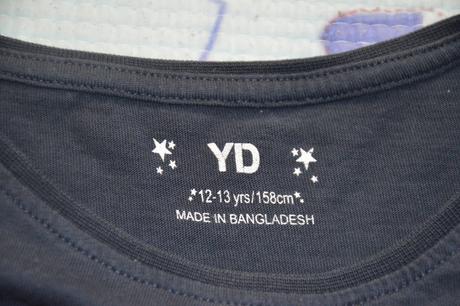 YD
*12-13 yrs/158cm*
MADE IN BANGLADESH